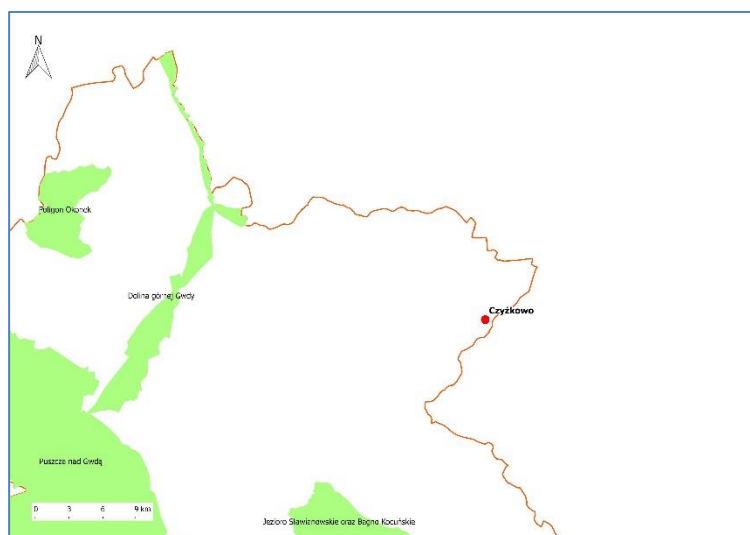 N
Poligon Okonek
Dolina górnej Gwdy
Czyżkowo
Puszcza nad Gwdą
0 3 6 9 km
Jezioro Sławianowskie oraz Bagno Kocuńskie